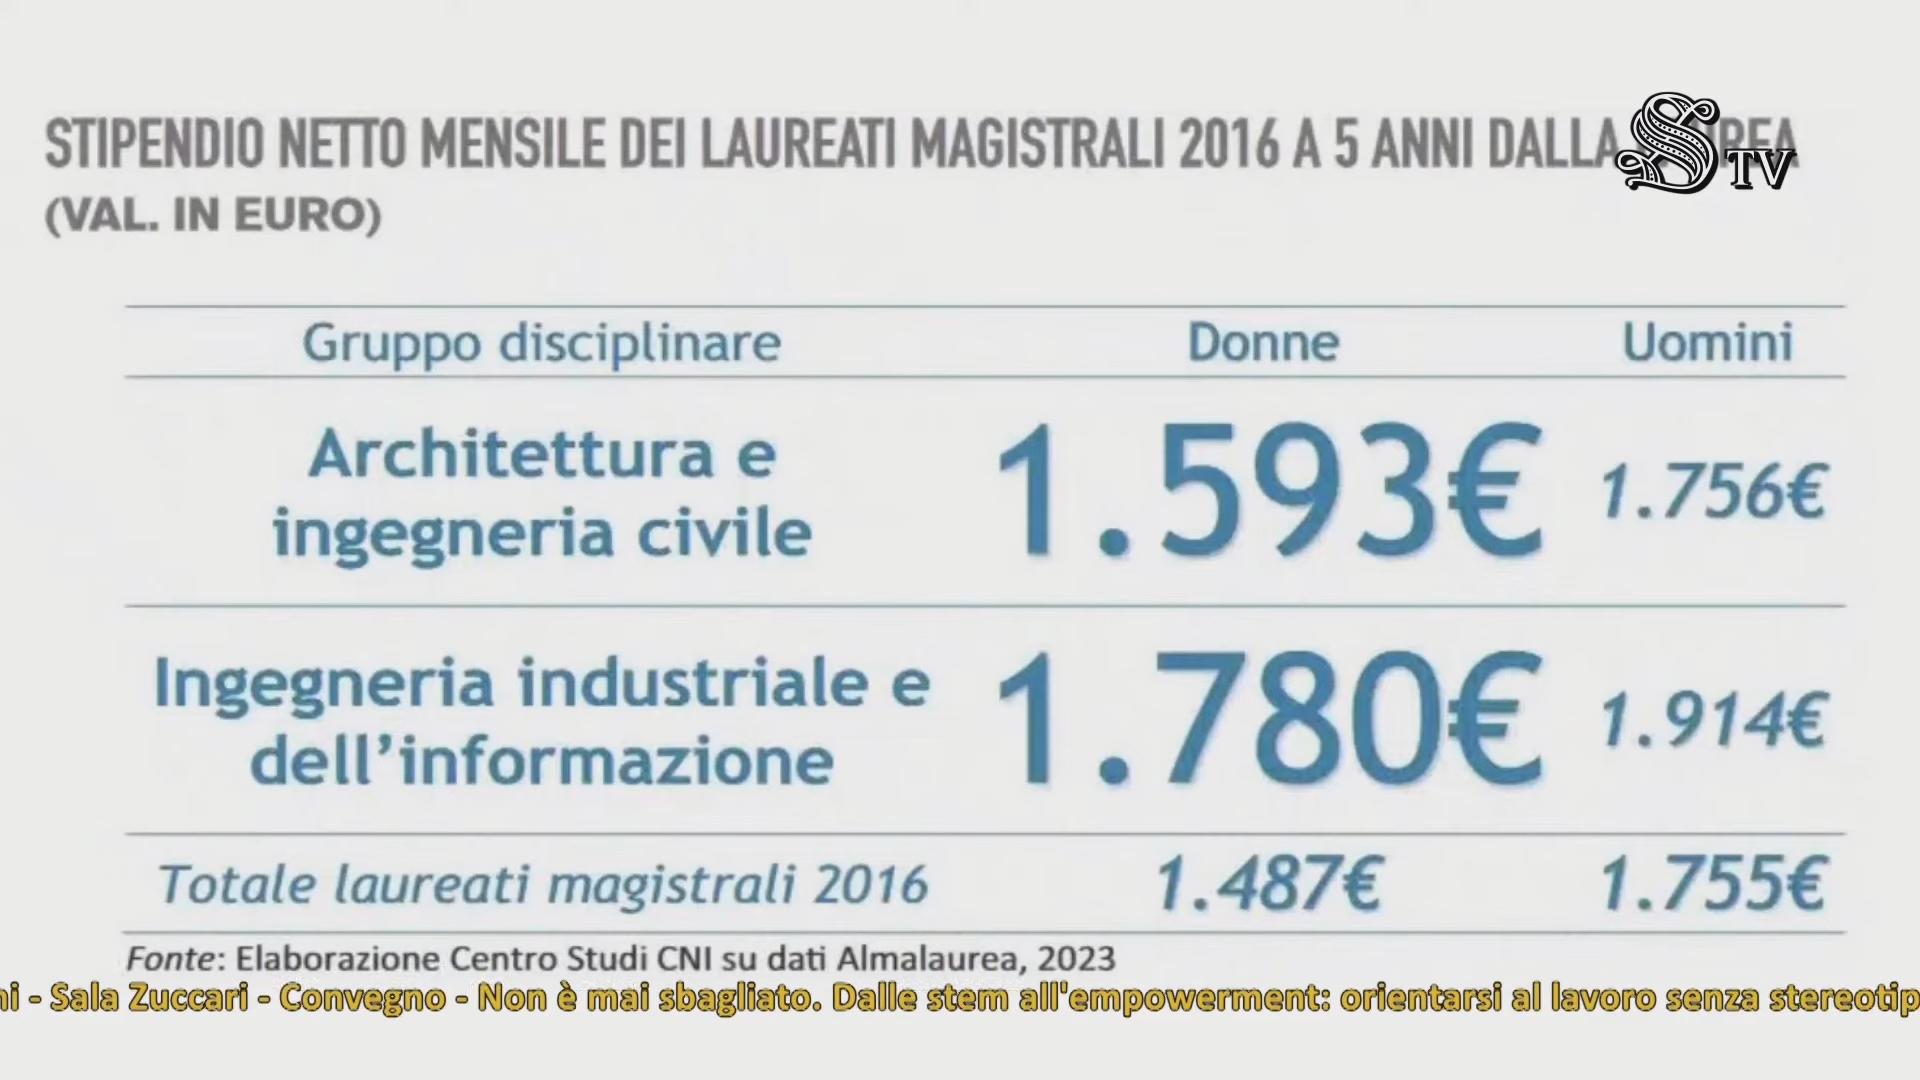 STIPENDIO NETTO MENSILE DEI LAUREATI MAGISTRALI 2016 A 5 ANNI DALLA
(VAL. IN EURO)
S TV
Gruppo disciplinare Donne Uomini
Architettura e
ingegneria civile
1.593€ 1.756€
Ingegneria industriale e
dell’informazione
1.780€ 1.914€
Totale laureati magistrali 2016 1.487€ 1.755€
Fonte: Elaborazione Centro Studi CNI su dati Almalaurea, 2023
ni - Sala Zuccari - Convegno - Non è mai sbagliato. Dalle stem all'empowerment: orientarsi al lavoro senza stereotip